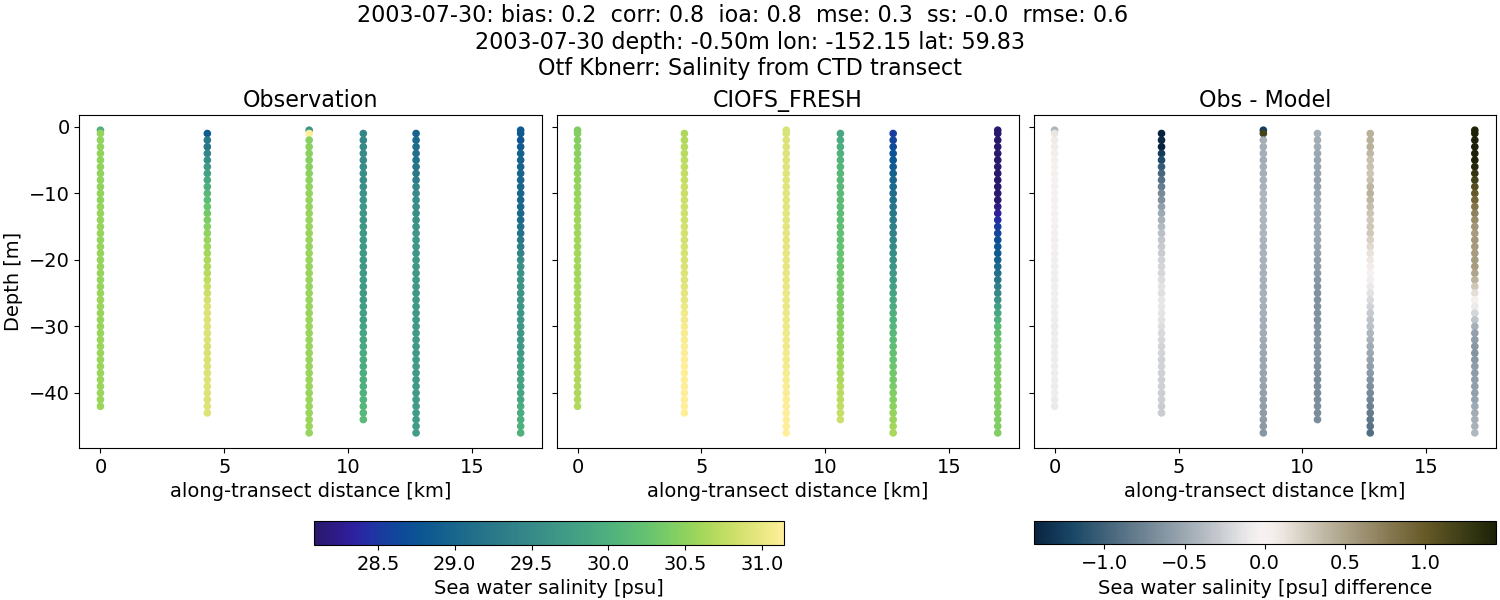 2003-07-30: bias: 0.2  corr: 0.8  ioa: 0.8  mse: 0.3  ss: -0.0  rmse: 0.6
2003-07-30 depth: -0.50m lon: -152.15 lat: 59.83
Otf Kbnerr: Salinity from CTD transect
Observation
CIOFS_FRESH
Obs - Model
Depth [m]
0
−10
−20
−30
−40
0 5 10 15
0 5 10 15
0 5 10 15
along-transect distance [km]
along-transect distance [km]
along-transect distance [km]
28.5 29.0 29.5 30.0 30.5 31.0
Sea water salinity [psu]
−1.0 −0.5 0.0 0.5 1.0
Sea water salinity [psu] difference